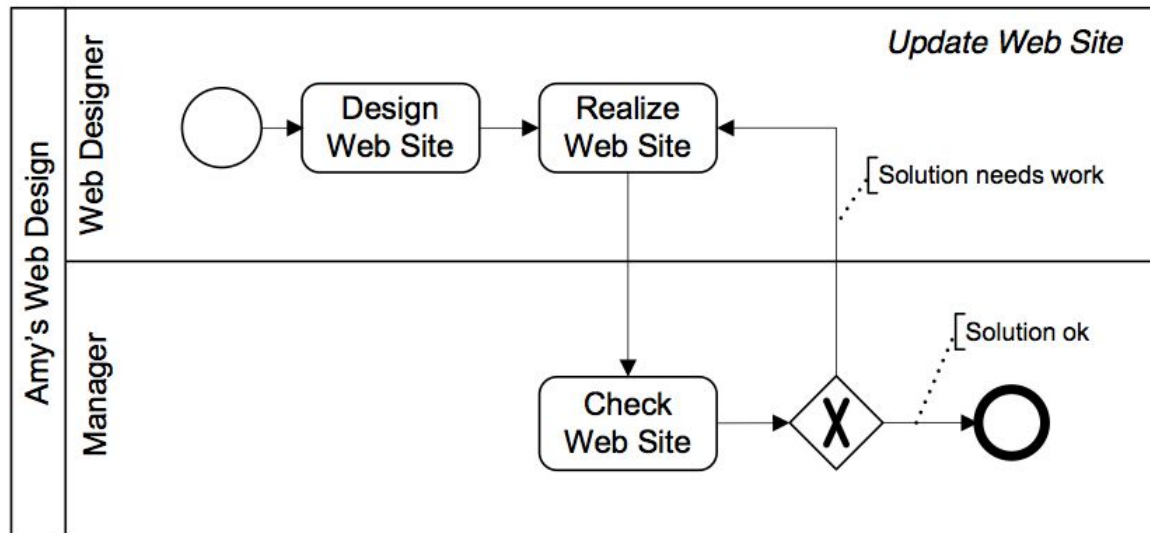 Amy's Web Design
Web Designer
Update Web Site
Design
Web Site
Realize
Web Site
Solution needs work
Manager
Solution ok
Check
Web Site
X